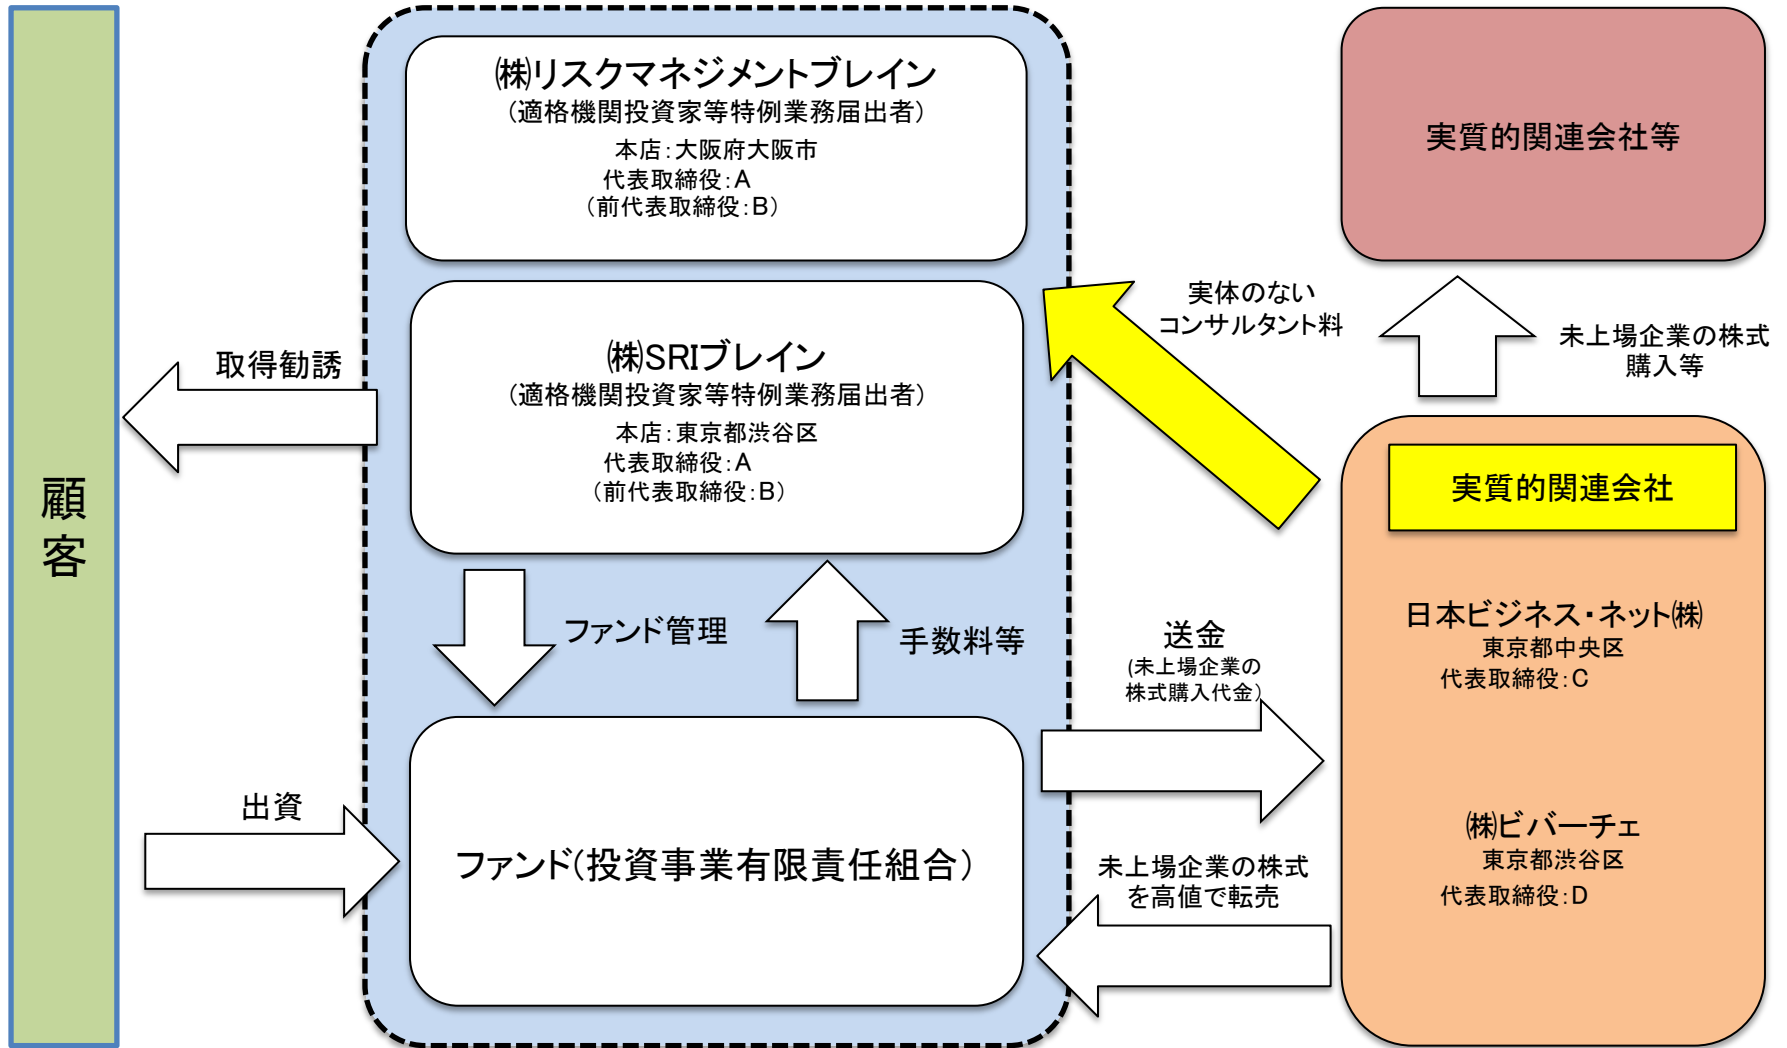 顧客
㈱リスクマネジメントブレイン
（適格機関投資家等特例業務届出者）
本店：大阪府大阪市
代表取締役：A
（前代表取締役：B）
㈱SRIブレイン
（適格機関投資家等特例業務届出者）
本店：東京都渋谷区
代表取締役：A
（前代表取締役：B）
取得勧誘
ファンド管理
手数料等
出資
ファンド（投資事業有限責任組合）
実体のない
コンサルタント料
送金
（未上場企業の
株式購入代金）
未上場企業の株式
を高値で転売
実質的関連会社等
未上場企業の株式
購入等
実質的関連会社
日本ビジネス・ネット㈱
東京都中央区
代表取締役：C
㈱ビバーチェ
東京都渋谷区
代表取締役：D